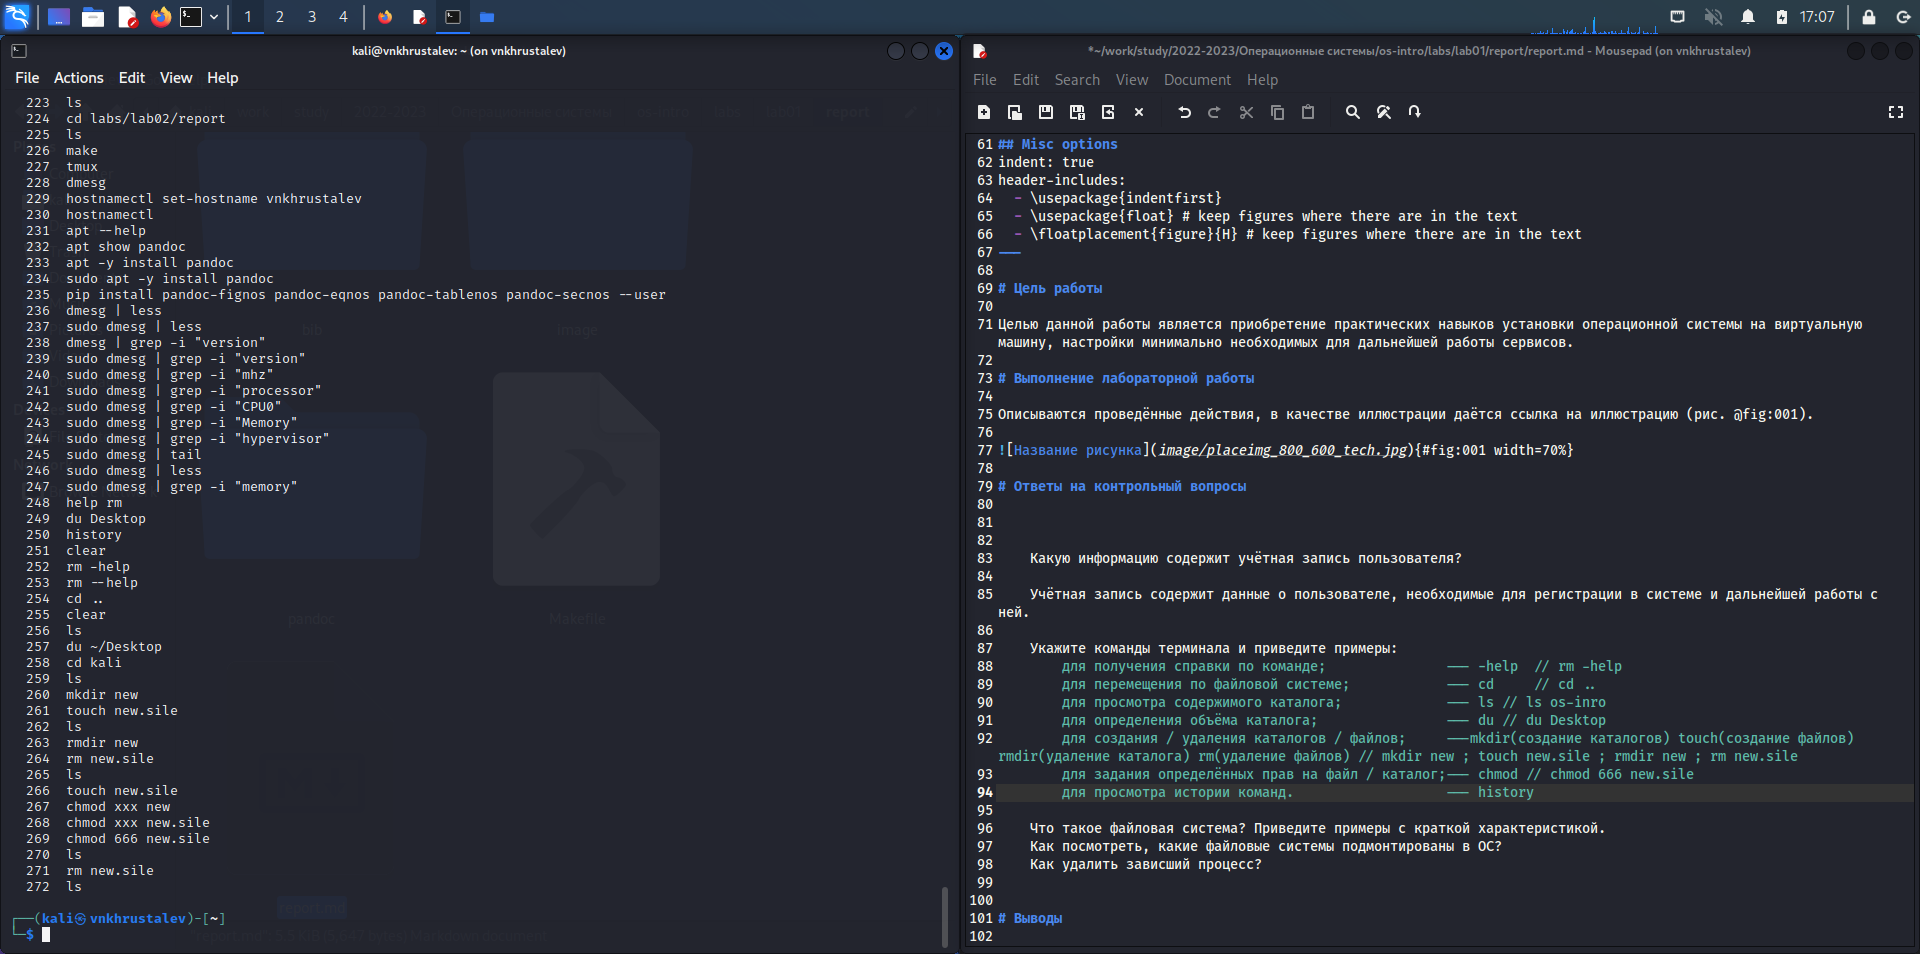 1 2 3 4
17:07
kali@vnkhrustalev: ~ (on vnkhrustalev)
File Actions Edit View Help
223 ls
224 cd labs/lab02/report
225 ls
226 make
227 tmux
228 dmesg
229 hostnamectl set-hostname vnkhrustalev
230 hostnamectl
231 apt --help
232 apt show pandoc
233 apt -y install pandoc
234 sudo apt -y install pandoc
235 pip install pandoc-fignos pandoc-eqnos pandoc-tablenos pandoc-secnos --user
236 dmesg | less
237 sudo dmesg | less
238 dmesg | grep -i "version"
239 sudo dmesg | grep -i "version"
240 sudo dmesg | grep -i "mhz"
241 sudo dmesg | grep -i "processor"
242 sudo dmesg | grep -i "CPU0"
243 sudo dmesg | grep -i "Memory"
244 sudo dmesg | grep -i "hypervisor"
245 sudo dmesg | tail
246 sudo dmesg | less
247 sudo dmesg | grep -i "memory"
248 help rm
249 du Desktop
250 history
251 clear
252 rm -help
253 rm --help
254 cd ..
255 clear
256 ls
257 du ~/Desktop
258 cd kali
259 ls
260 mkdir new
261 touch new.sile
262 ls
263 rmdir new
264 rm new.sile
265 ls
266 touch new.sile
267 chmod xxx new
268 chmod xxx new.sile
269 chmod 666 new.sile
270 ls
271 rm new.sile
272 ls
┌──(kali㉿vnkhrustalev)-[~]
└─$
*~/work/study/2022-2023/Операционные системы/os-intro/labs/lab01/report/report.md - Mousepad (on vnkhrustalev)
File Edit Search View Document Help
61 ## Misc options
62 indent: true
63 header-includes:
64   - \usepackage{indentfirst}
65   - \usepackage{float} # keep figures where there are in the text
66   - \floatplacement{figure}{H} # keep figures where there are in the text
67 ---
68
69 # Цель работы
70
71 Целью данной работы является приобретение практических навыков установки операционной системы на виртуальную
машину, настройки минимально необходимых для дальнейшей работы сервисов.
72
73 # Выполнение лабораторной работы
74
75 Описываются проведённые действия, в качестве иллюстрации даётся ссылка на иллюстрацию (рис. @fig:001).
76
77 ![Название рисунка](image/placeimg_800_600_tech.jpg){#fig:001 width=70%}
78
79 # Ответы на контрольный вопросы
80
81
82
83     Какую информацию содержит учётная запись пользователя?
84
85     Учётная запись содержит данные о пользователе, необходимые для регистрации в системе и дальнейшей работы с
ней.
86
87     Укажите команды терминала и приведите примеры:
88         для получения справки по команде; --- -help // rm -help
89         для перемещения по файловой системе; --- cd // cd ..
90         для просмотра содержимого каталога; --- ls // ls os-inro
91         для определения объёма каталога; --- du // du Desktop
92         для создания / удаления каталогов / файлов; ---mkdir(создание каталогов) touch(создание файлов)
rmdir(удаление каталога) rm(удаление файлов) // mkdir new ; touch new.sile ; rmdir new ; rm new.sile
93         для задания определённых прав на файл / каталог;--- chmod // chmod 666 new.sile
94         для просмотра истории команд. --- history
95
96     Что такое файловая система? Приведите примеры с краткой характеристикой.
97     Как посмотреть, какие файловые системы подмонтированы в ОС?
98     Как удалить зависший процесс?
99
100
101 # Выводы
102